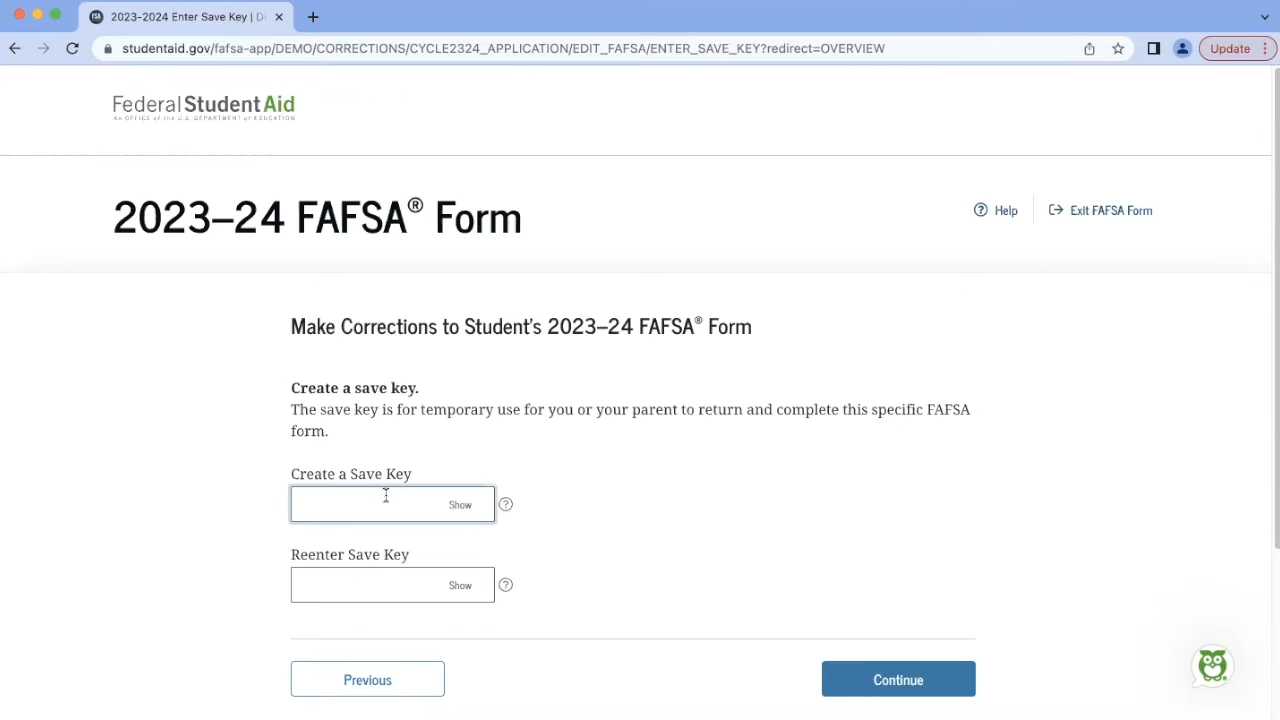 FSA 2023-2024 Enter Save Key | D
studentaid.gov/fafsa-app/DEMO/CORRECTIONS/CYCLE2324_APPLICATION/EDIT_FAFSA/ENTER_SAVE_KEY?redirect=OVERVIEW
Update
Federal Student Aid
An OFFICE of the U.S. DEPARTMENT of EDUCATION
2023–24 FAFSA® Form
Help
Exit FAFSA Form
Make Corrections to Student's 2023–24 FAFSA® Form
Create a save key.
The save key is for temporary use for you or your parent to return and complete this specific FAFSA
form.
Create a Save Key
Show
Reenter Save Key
Show
Previous
Continue